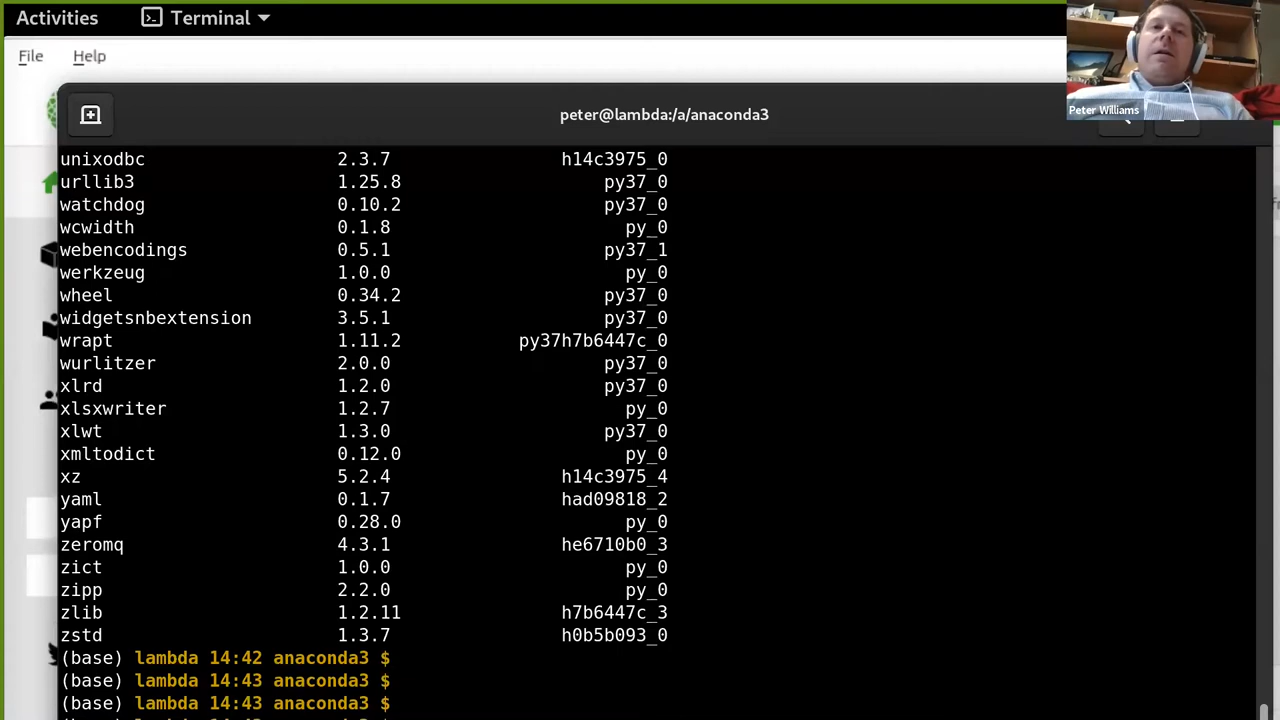 Activities Terminal
File Help
Peter Williams
peter@lambda:/a/anaconda3
unixodbc 2.3.7 h14c3975_0
urllib3 1.25.8 py37_0
watchdog 0.10.2 py37_0
wcwidth 0.1.8 py_0
webencodings 0.5.1 py37_1
werkzeug 1.0.0 py_0
wheel 0.34.2 py37_0
widgetsnbextension 3.5.1 py37_0
wrapt 1.11.2 py37h7b6447c_0
wurlitzer 2.0.0 py37_0
xlrd 1.2.0 py37_0
xlsxwriter 1.2.7 py_0
xlwt 1.3.0 py37_0
xmltodict 0.12.0 py_0
xz 5.2.4 h14c3975_4
yaml 0.1.7 had09818_2
yapf 0.28.0 py_0
zeromq 4.3.1 he6710b0_3
zict 1.0.0 py_0
zipp 2.2.0 py_0
zlib 1.2.11 h7b6447c_3
zstd 1.3.7 h0b5b093_0
(base) lambda 14:42 anaconda3 $
(base) lambda 14:43 anaconda3 $
(base) lambda 14:43 anaconda3 $